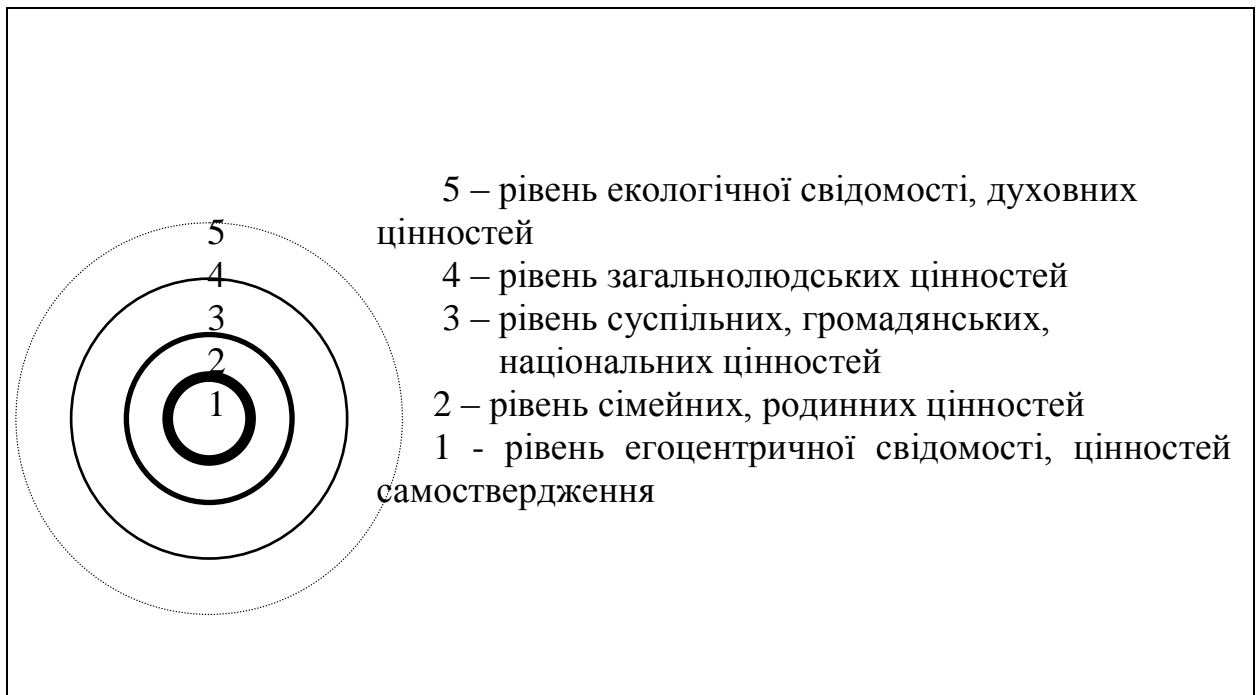 5 – рівень екологічної свідомості, духовних
цінностей
4 – рівень загальнолюдських цінностей
3 – рівень суспільних, громадянських,
національних цінностей
2 – рівень сімейних, родинних цінностей
1 - рівень егоцентричної свідомості, цінностей
самоствердження
5
4
3
2
1